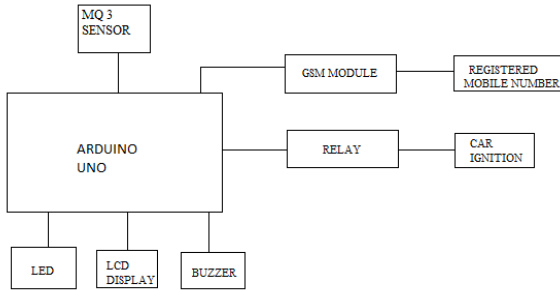 MQ 3
SENSOR
GSM MODULE
REGISTERED
MOBILE NUMBER
ARDUINO
UNO
RELAY
CAR
IGNITION
LED
LCD
DISPLAY
BUZZER